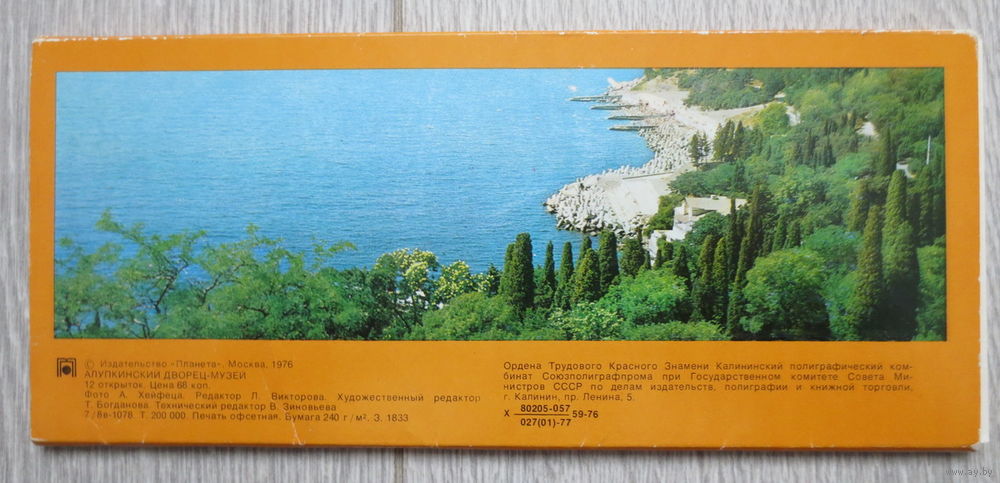 © Издательство «Планета». Москва, 1976
АЛУПКИНСКИЙ ДВОРЕЦ-МУЗЕЙ
12 открыток. Цена 68 коп.
Фото А. Хейфеца. Редактор Л. Викторова. Художественный редактор
Т. Богданова. Технический редактор В. Зиновьева
7/8в-1078. Т. 200 000. Печать офсетная. Бумага 240 г/м². З. 1833
Ордена Трудового Красного Знамени Калининский полиграфический ком-
бинат Союзполиграфпрома при Государственном комитете Совета Ми-
нистров СССР по делам издательств, полиграфии и книжной торговли,
г. Калинин, пр. Ленина, 5.
Х 80205-057 59-76
027(01)-77
www.ay.by